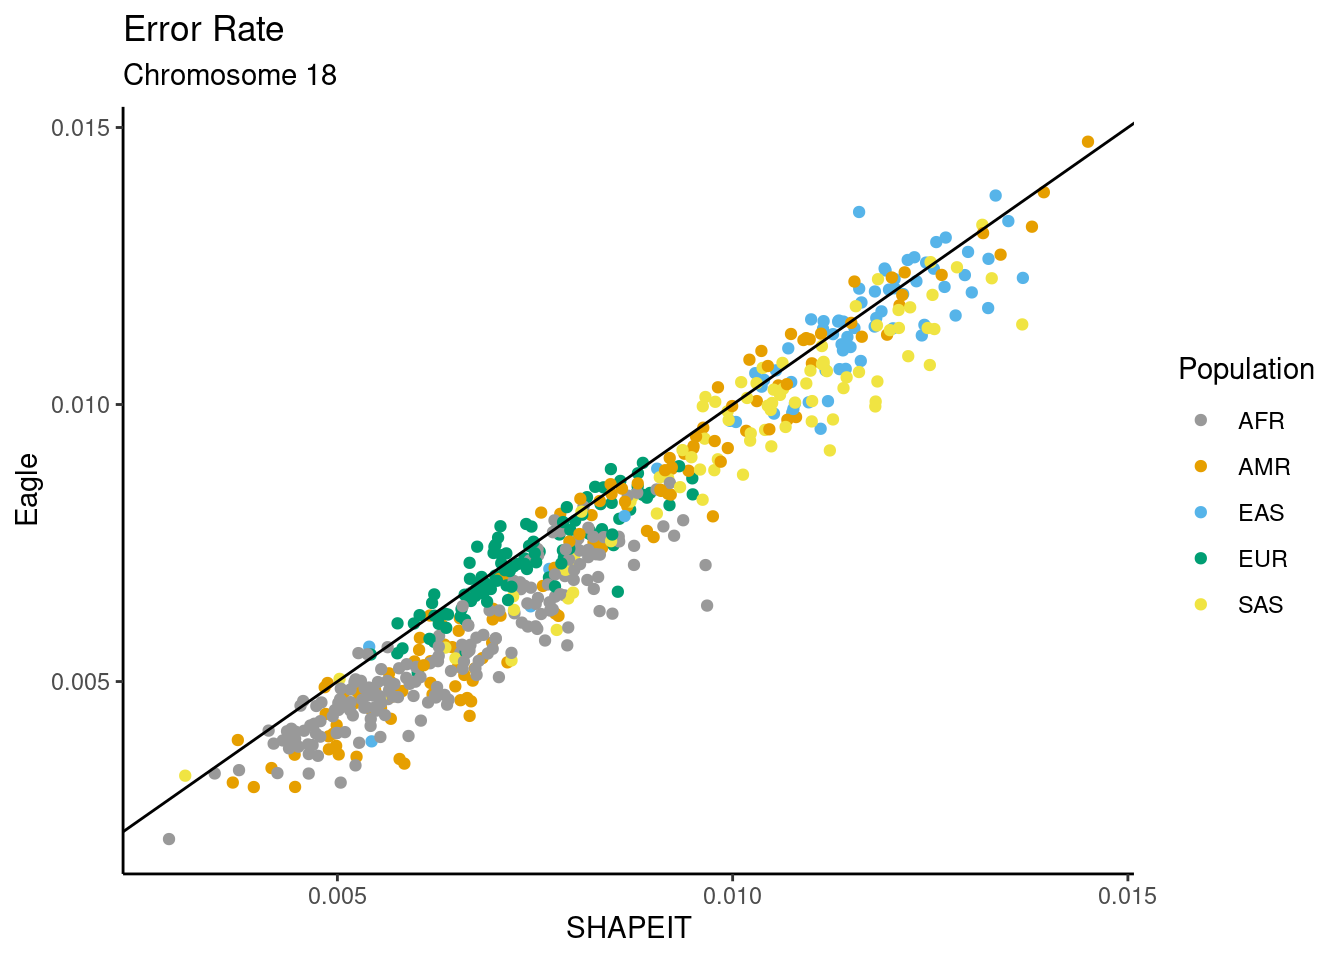 Error Rate
Chromosome 18
0.015
0.010
0.005
Eagle
0.005
0.010
0.015
SHAPEIT
Population
AFR
AMR
EAS
EUR
SAS